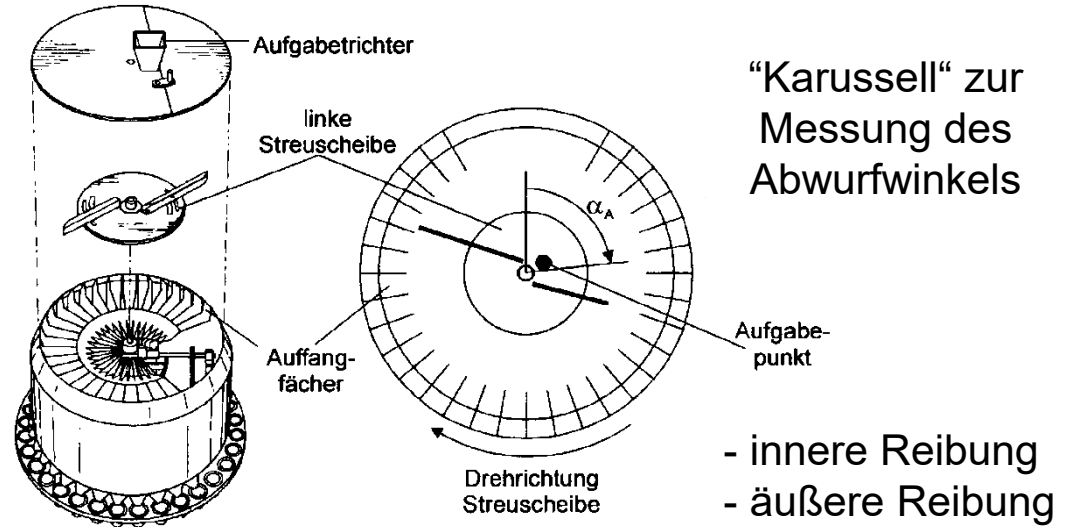 Aufgabetrichter
linke
Streuscheibe
Auffang-
fächer
α_A
Aufgabe-
punkt
Drehrichtung
Streuscheibe
“Karussell“ zur
Messung des
Abwurfwinkels
- innere Reibung
- äußere Reibung